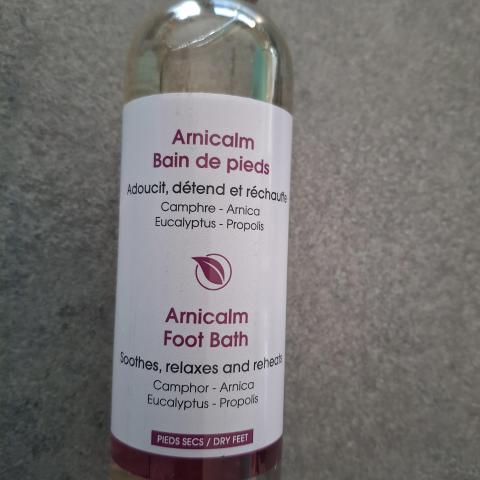 Arnicalm
Bain de pieds
Adoucit, détend et réchauffe
Camphre - Arnica
Eucalyptus - Propolis
Arnicalm
Foot Bath
Soothes, relaxes and reheats
Camphor - Arnica
Eucalyptus - Propolis
PIEDS SECS / DRY FEET